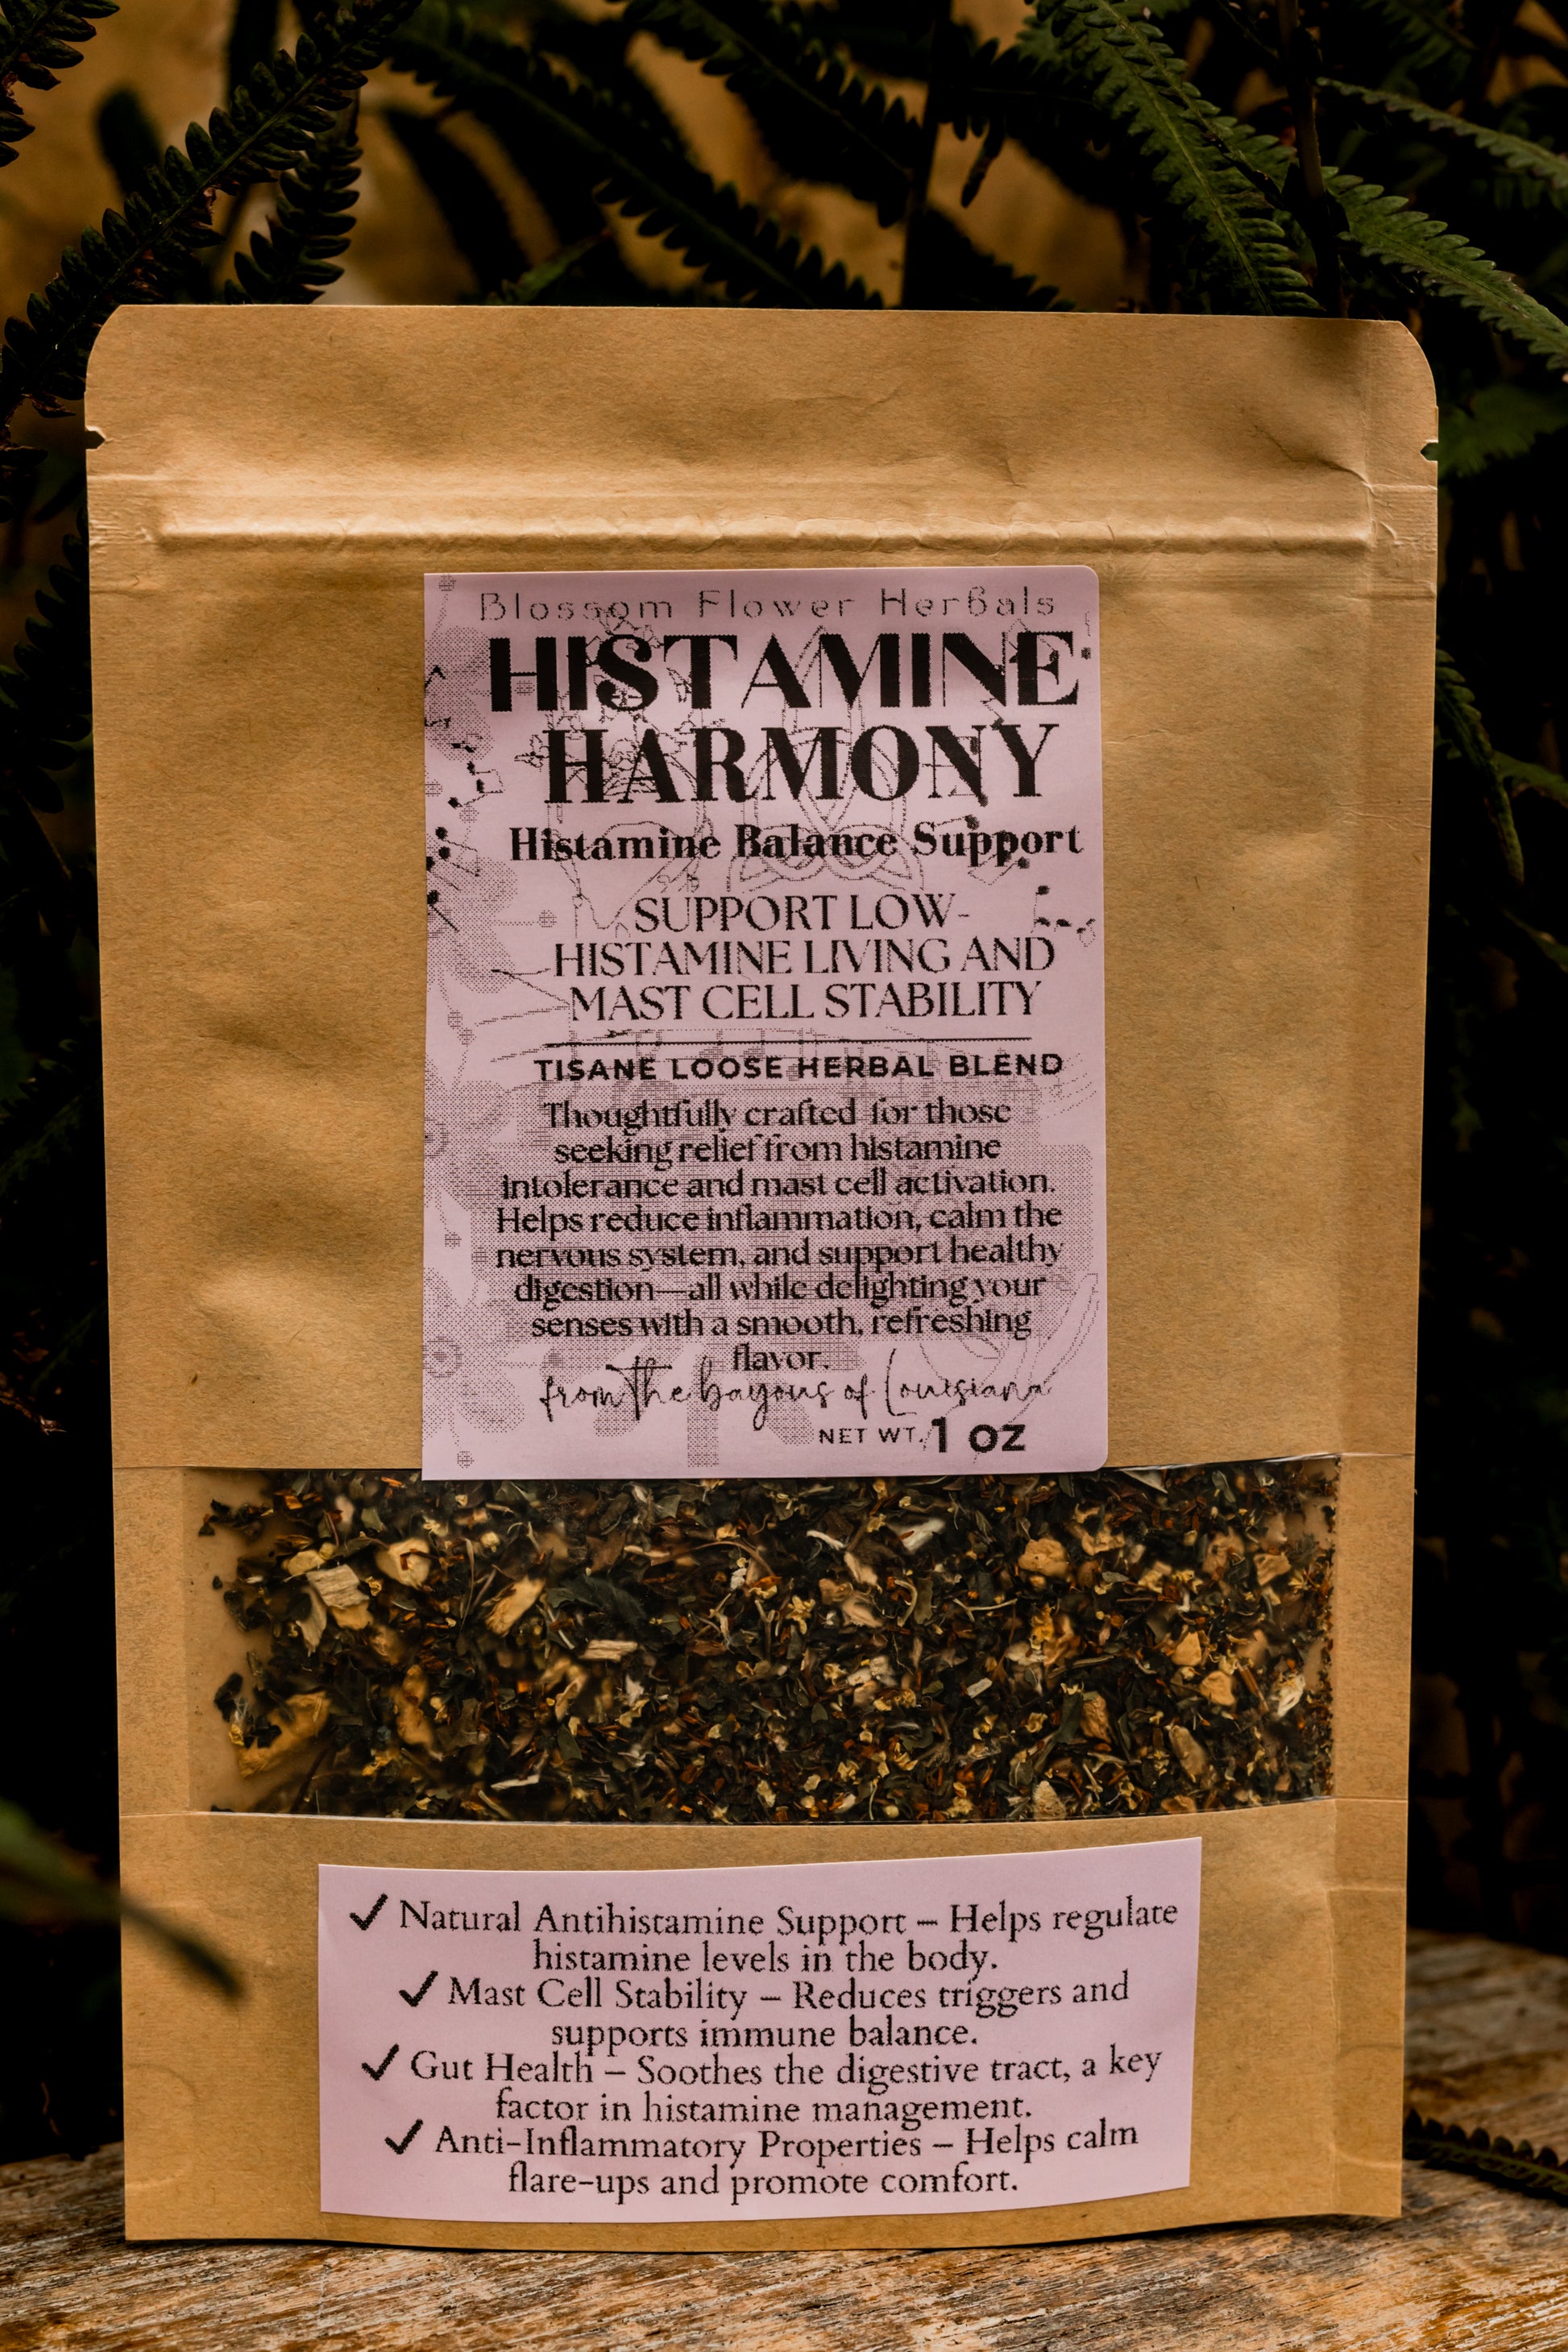 Blossom Flower Herbals
HISTAMINE
HARMONY
Histamine Balance Support
SUPPORT LOW-
HISTAMINE LIVING AND
MAST CELL STABILITY
TISANE LOOSE HERBAL BLEND
Thoughtfully crafted for those
seeking relief from histamine
intolerance and mast cell activation.
Helps reduce inflammation, calm the
nervous system, and support healthy
digestion—all while delighting your
senses with a smooth, refreshing
flavor.
from the bayous of Louisiana
NET WT. 1 OZ
✓ Natural Antihistamine Support – Helps regulate
histamine levels in the body.
✓ Mast Cell Stability – Reduces triggers and
supports immune balance.
✓ Gut Health – Soothes the digestive tract, a key
factor in histamine management.
✓ Anti-Inflammatory Properties – Helps calm
flare-ups and promote comfort.